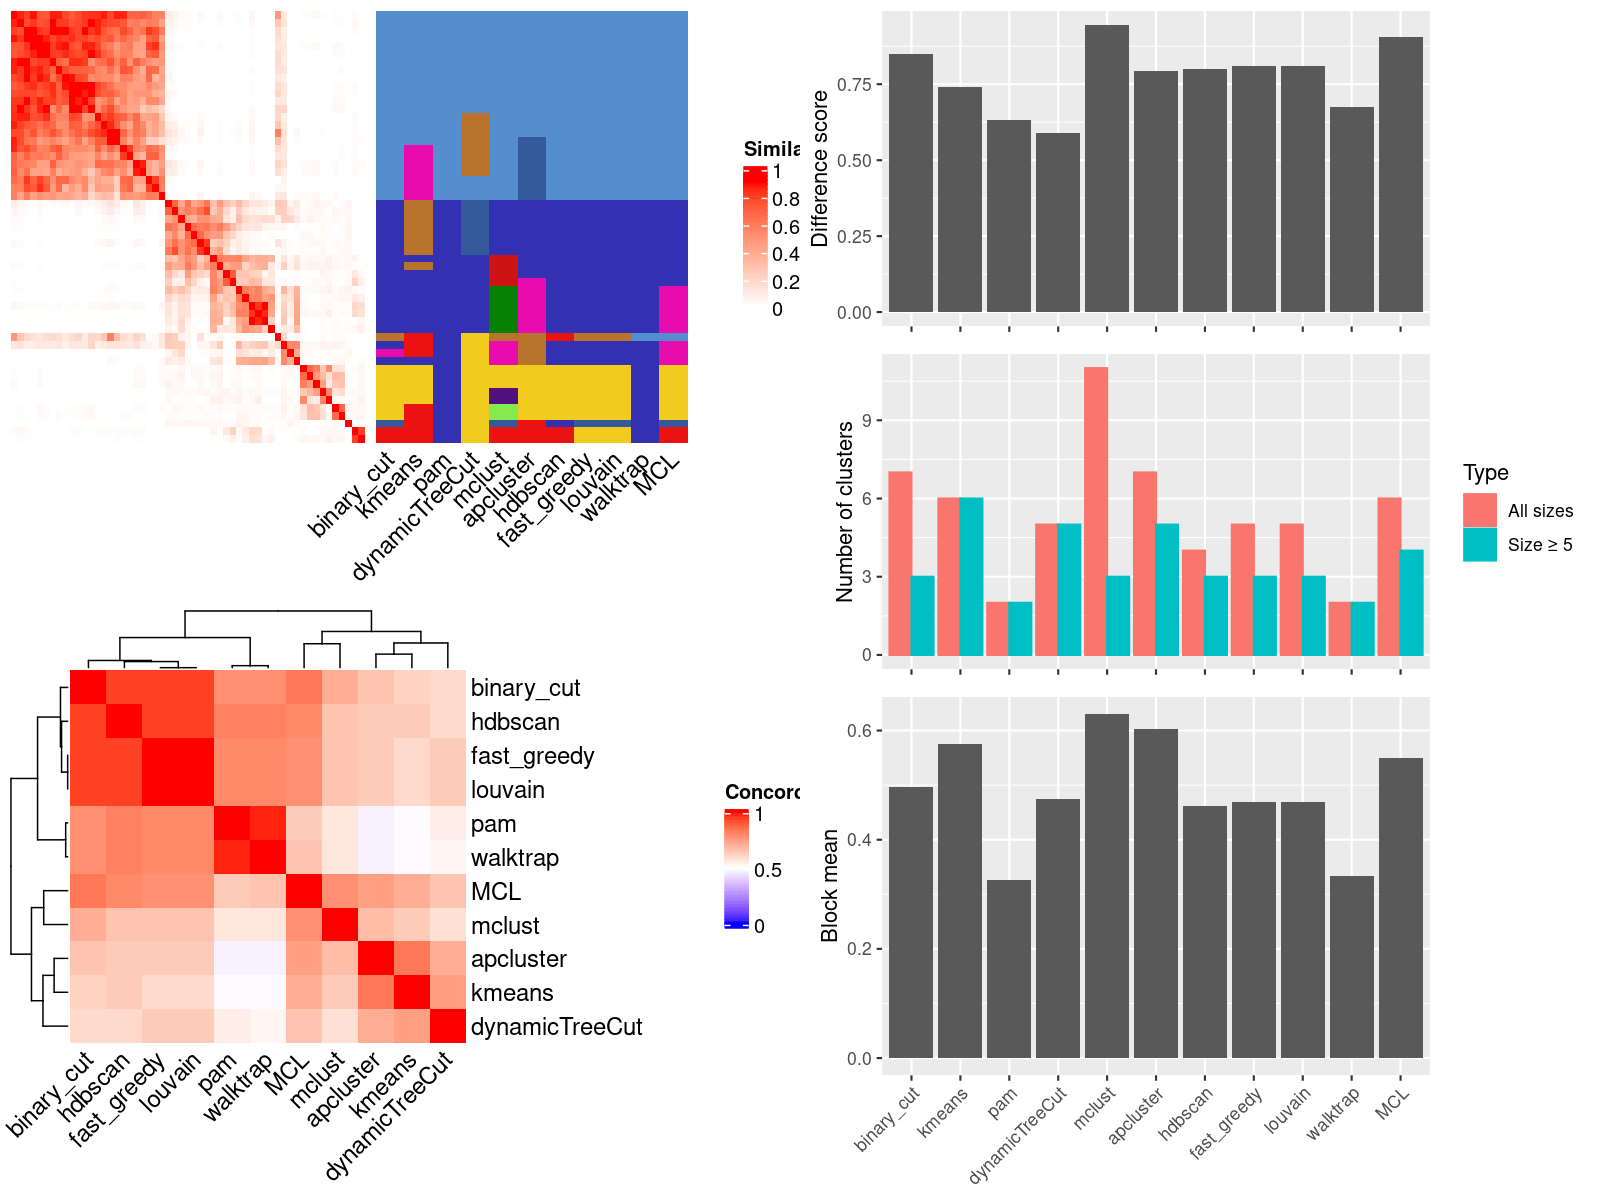 Simila
1
0.8
0.6
0.4
0.2
0
binary_cut
kmeans
pam
dynamicTreeCut
mclust
apcluster
hdbscan
fast_greedy
louvain
walktrap
MCL
binary_cut
hdbscan
fast_greedy
louvain
pam
walktrap
MCL
mclust
apcluster
kmeans
dynamicTreeCut
binary_cut
hdbscan
fast_greedy
louvain
pam
walktrap
MCL
mclust
apcluster
kmeans
dynamicTreeCut
Concord
1
0.5
0
Difference score
0.75
0.50
0.25
0.00
Number of clusters
9
6
3
0
Type
All sizes
Size ≥ 5
Block mean
0.6
0.4
0.2
0.0
binary_cut
kmeans
pam
dynamicTreeCut
mclust
apcluster
hdbscan
fast_greedy
louvain
walktrap
MCL